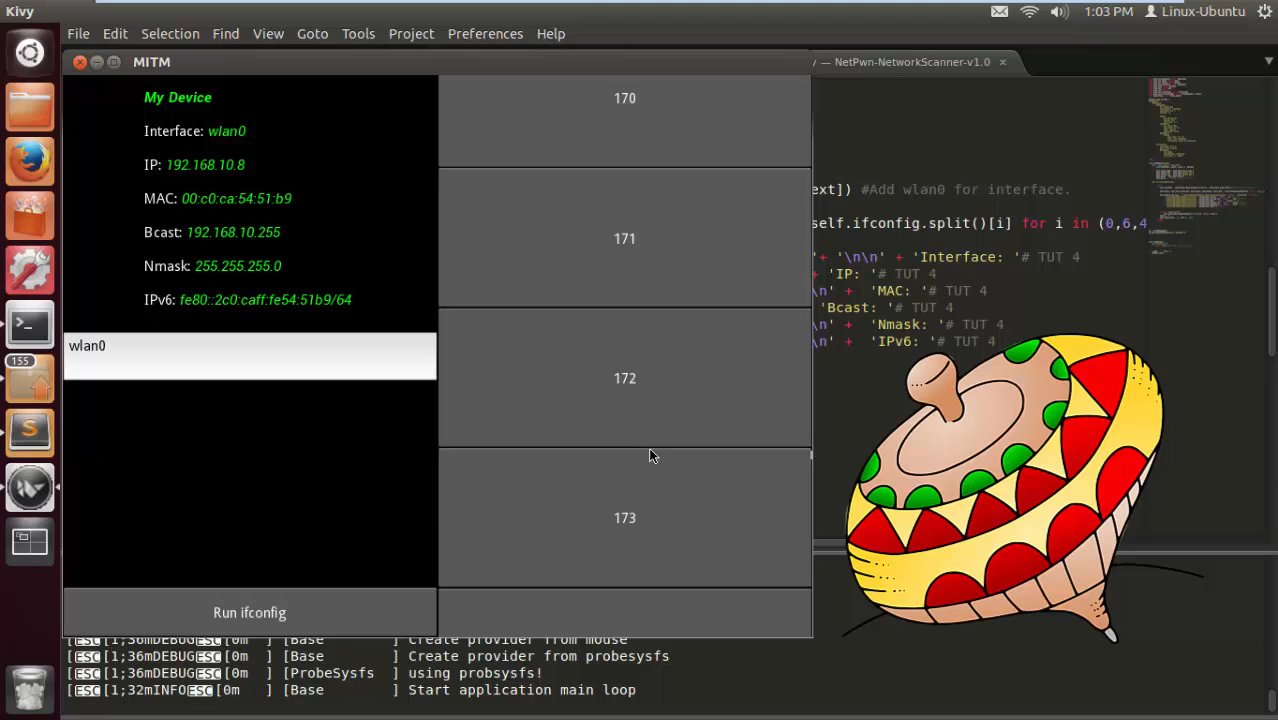 Kivy
1:03 PM
Linux-Ubuntu
File Edit Selection Find View Goto Tools Project Preferences Help
MITM
y — NetPwn-NetworkScanner-v1.0 ×
My Device
Interface: wlan0
IP: 192.168.10.8
MAC: 00:c0:ca:54:51:b9
Bcast: 192.168.10.255
Nmask: 255.255.255.0
IPv6: fe80::2c0:caff:fe54:51b9/64
wlan0
Run ifconfig
170
171
172
173
ext]) #Add wlan0 for interface.
self.ifconfig.split()[i] for i in (0,6,4
'+ '\n\n' + 'Interface: '# TUT 4
+ 'IP: '# TUT 4
\n' + 'MAC: '# TUT 4
'Bcast: '# TUT 4
\n' + 'Nmask: '# TUT 4
\n' + 'IPv6: '# TUT 4
155
[ESC[1;36mDEBUGESC[0m ] [Base ] Create provider from mouse
[ESC[1;36mDEBUGESC[0m ] [Base ] Create provider from probesysfs
[ESC[1;36mDEBUGESC[0m ] [ProbeSysfs ] using probsysfs!
[ESC[1;32mINFOESC[0m ] [Base ] Start application main loop